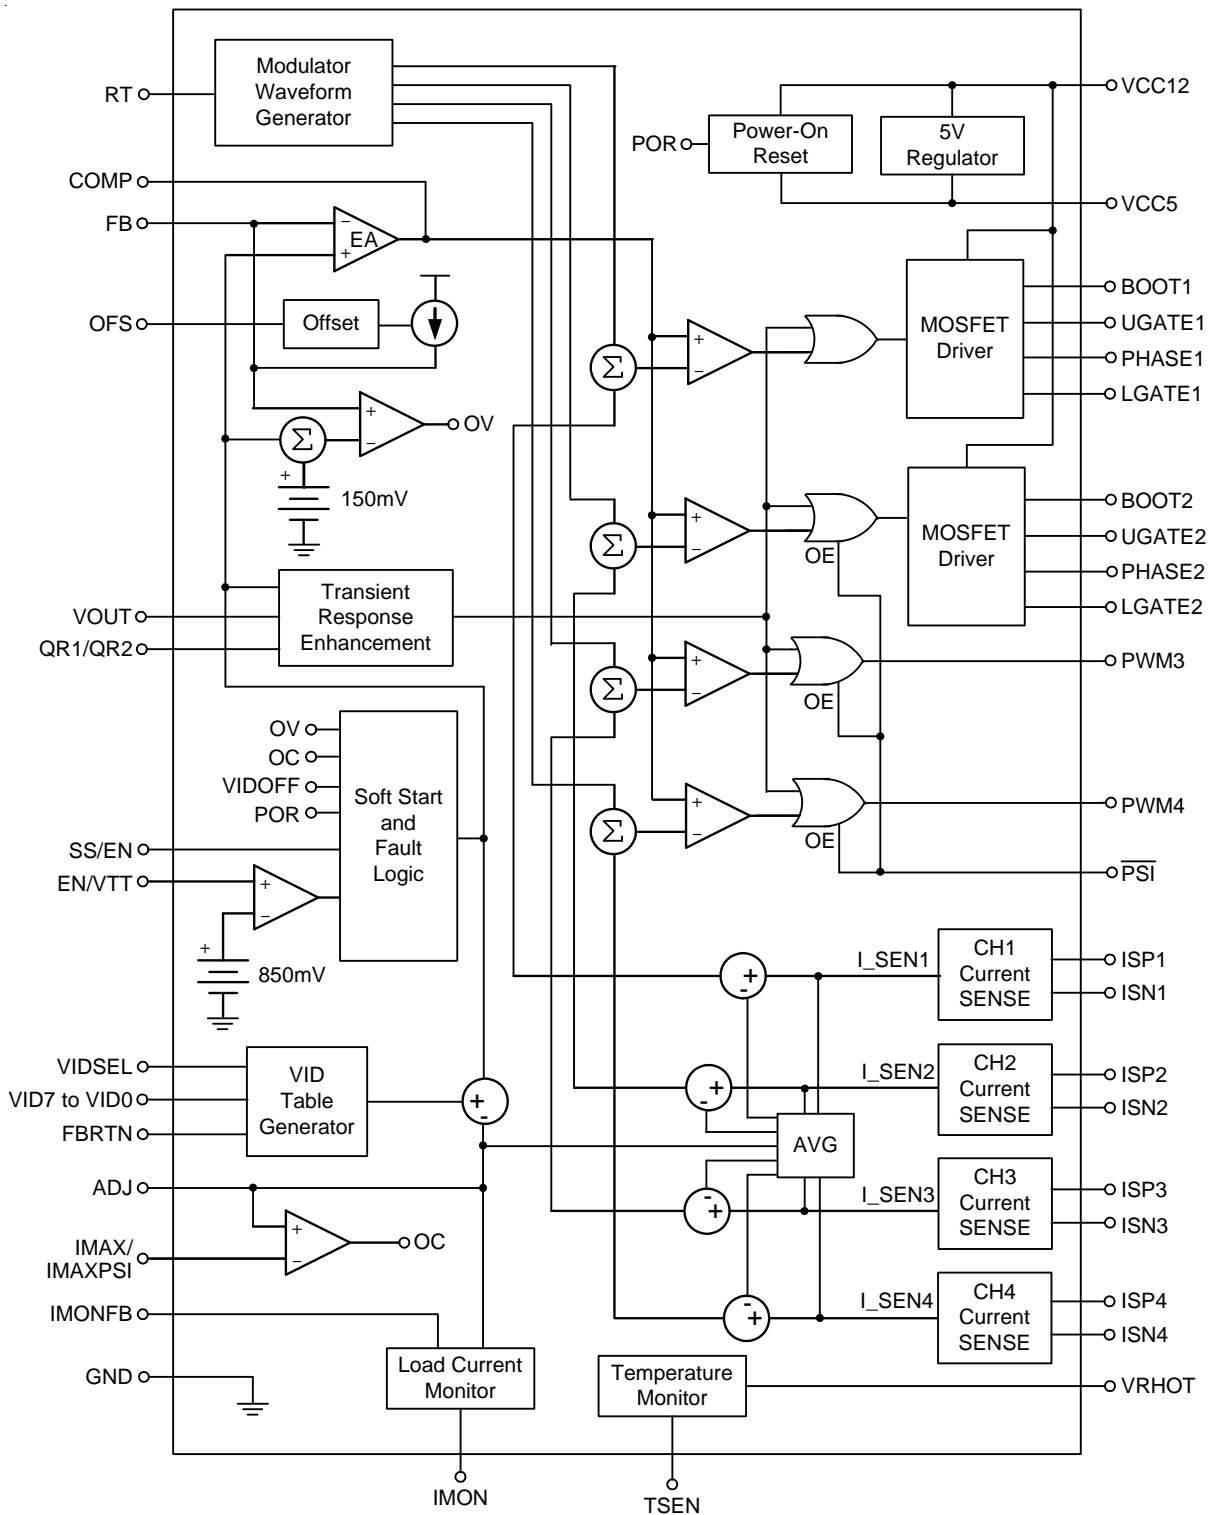 Modulator
Waveform
Generator
RT
VCC12
POR
Power-On
Reset
5V
Regulator
COMP
VCC5
FB
−
EA
+
OFS
Offset
BOOT1
UGATE1
PHASE1
LGATE1
MOSFET
Driver
Σ
+
−
+
−
OV
Σ
+
150mV
BOOT2
UGATE2
PHASE2
LGATE2
MOSFET
Driver
Σ
+
−
OE
VOUT
QR1/QR2
Transient
Response
Enhancement
Σ
+
−
OE
PWM3
OV
OC
VIDOFF
POR
SS/EN
EN/VTT
Soft Start
and
Fault
Logic
+
−
+
850mV
Σ
+
−
OE
PWM4
PSI
+
-
I_SEN1
CH1
Current
SENSE
ISP1
ISN1
VIDSEL
VID7 to VID0
FBRTN
VID
Table
Generator
+
-
+
-
I_SEN2
CH2
Current
SENSE
ISP2
ISN2
AVG
ADJ
-
+
I_SEN3
CH3
Current
SENSE
ISP3
ISN3
IMAX/
IMAXPSI
+
−
OC
IMONFB
-
+
I_SEN4
CH4
Current
SENSE
ISP4
ISN4
GND
Load Current
Monitor
Temperature
Monitor
VRHOT
IMON
TSEN